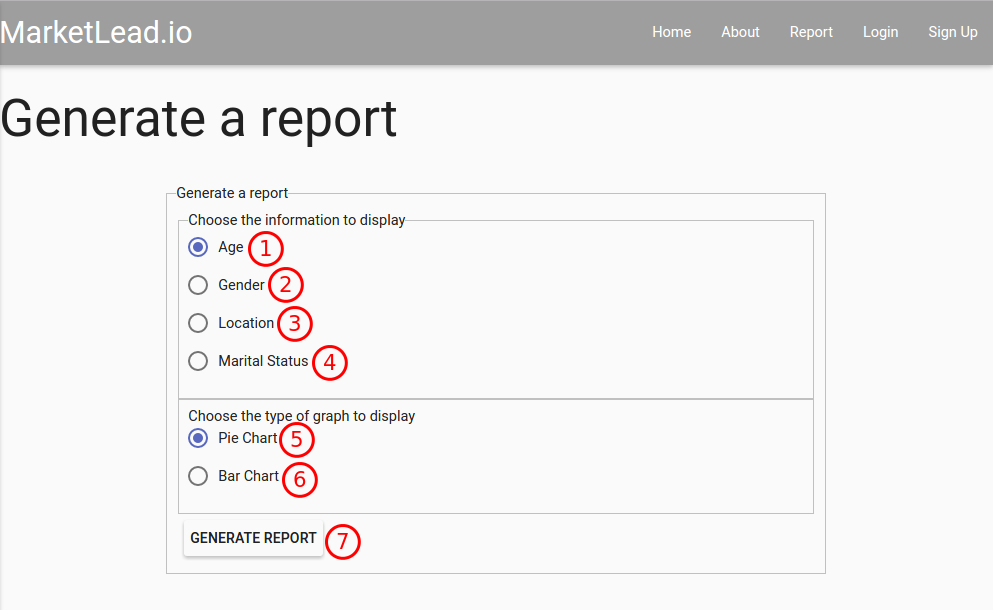 MarketLead.io Home About Report Login Sign Up
Generate a report
Generate a report
Choose the information to display
Age 1
Gender 2
Location 3
Marital Status 4
Choose the type of graph to display
Pie Chart 5
Bar Chart 6
GENERATE REPORT 7